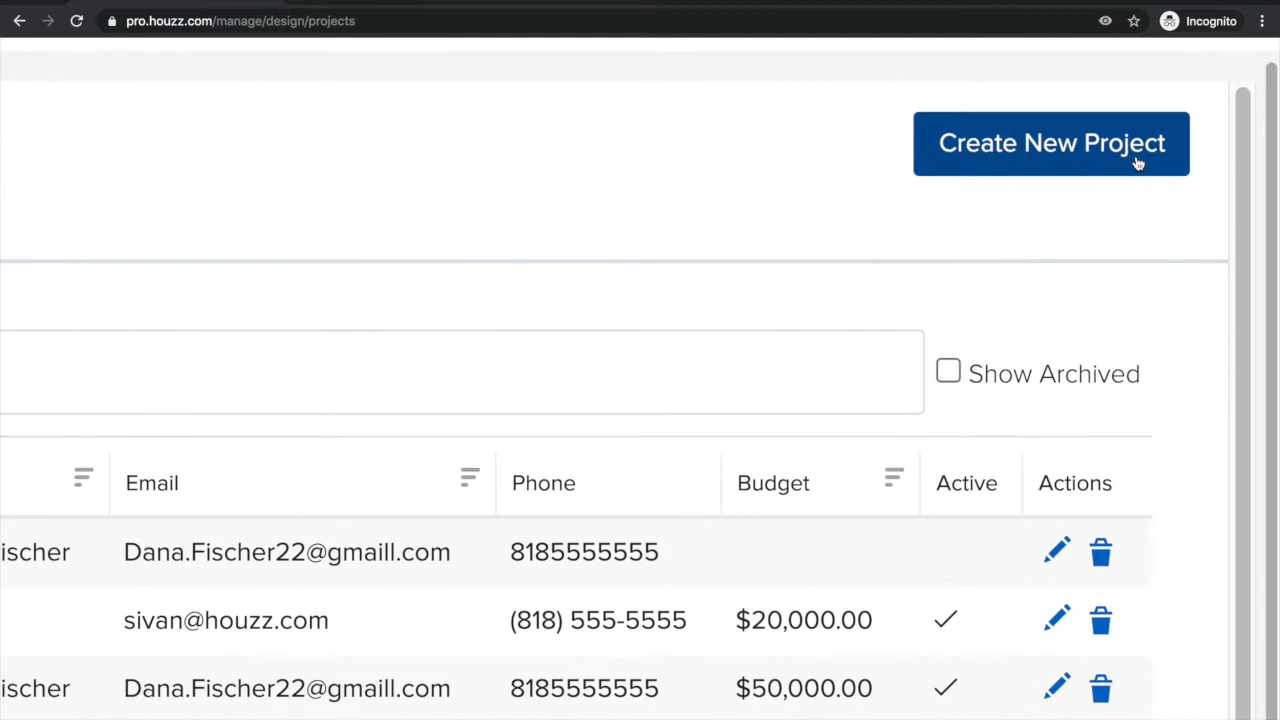 pro.houzz.com/manage/design/projects
Incognito
Create New Project
Show Archived
Email Phone Budget Active Actions
ischer Dana.Fischer22@gmaill.com 8185555555
sivan@houzz.com (818) 555-5555 $20,000.00
ischer Dana.Fischer22@gmaill.com 8185555555 $50,000.00